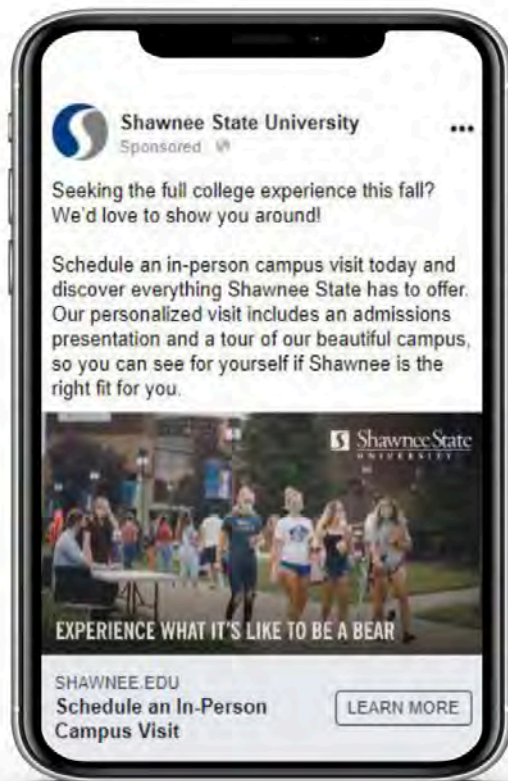 Shawnee State University
Sponsored
Seeking the full college experience this fall?
We'd love to show you around!
Schedule an in-person campus visit today and
discover everything Shawnee State has to offer.
Our personalized visit includes an admissions
presentation and a tour of our beautiful campus,
so you can see for yourself if Shawnee is the
right fit for you.
S ShawneeState
UNIVERSITY
EXPERIENCE WHAT IT'S LIKE TO BE A BEAR
SHAWNEE.EDU
Schedule an In-Person
Campus Visit
LEARN MORE